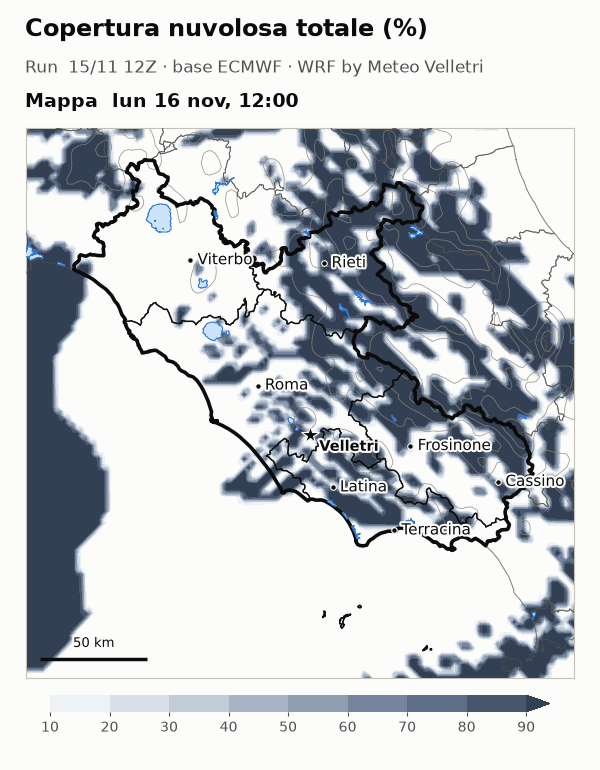 Copertura nuvolosa totale (%)
Run  15/11 12Z · base ECMWF · WRF by Meteo Velletri
Mappa  lun 16 nov, 12:00
Viterbo
Rieti
Roma
Velletri
Frosinone
Cassino
Latina
Terracina
50 km
10 20 30 40 50 60 70 80 90